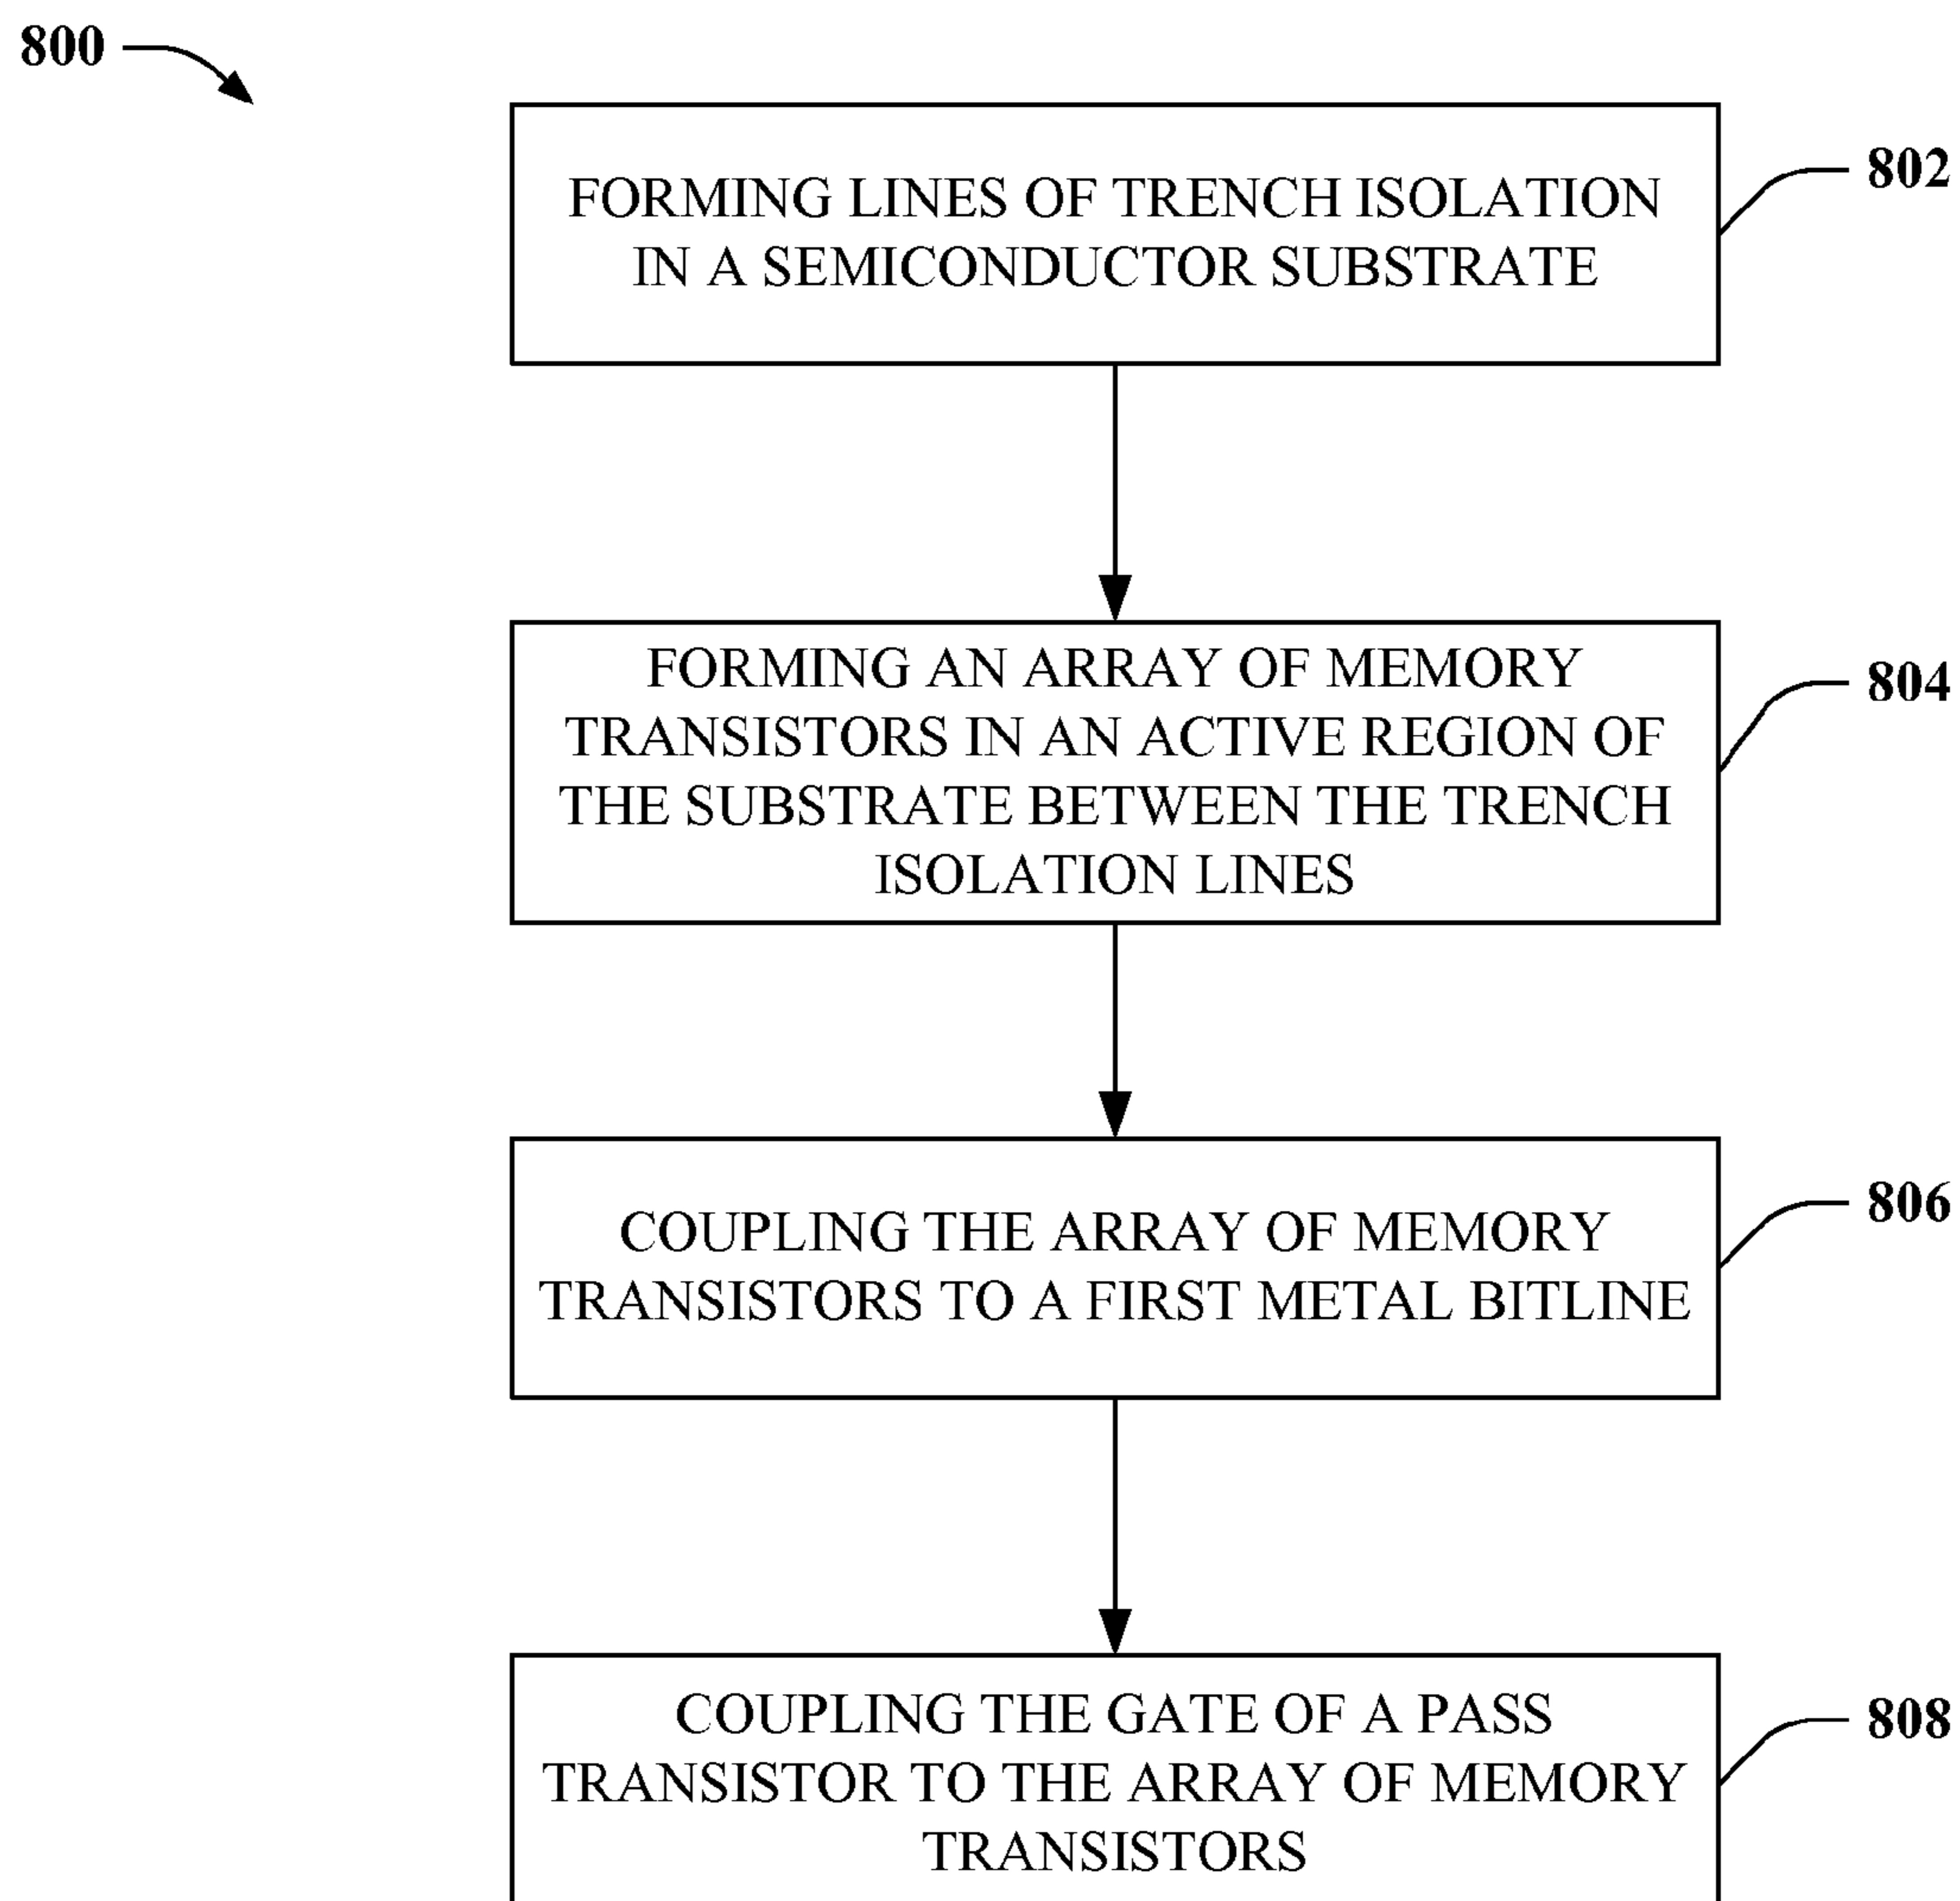 800
FORMING LINES OF TRENCH ISOLATION
IN A SEMICONDUCTOR SUBSTRATE
802
FORMING AN ARRAY OF MEMORY
TRANSISTORS IN AN ACTIVE REGION OF
THE SUBSTRATE BETWEEN THE TRENCH
ISOLATION LINES
804
COUPLING THE ARRAY OF MEMORY
TRANSISTORS TO A FIRST METAL BITLINE
806
COUPLING THE GATE OF A PASS
TRANSISTOR TO THE ARRAY OF MEMORY
TRANSISTORS
808